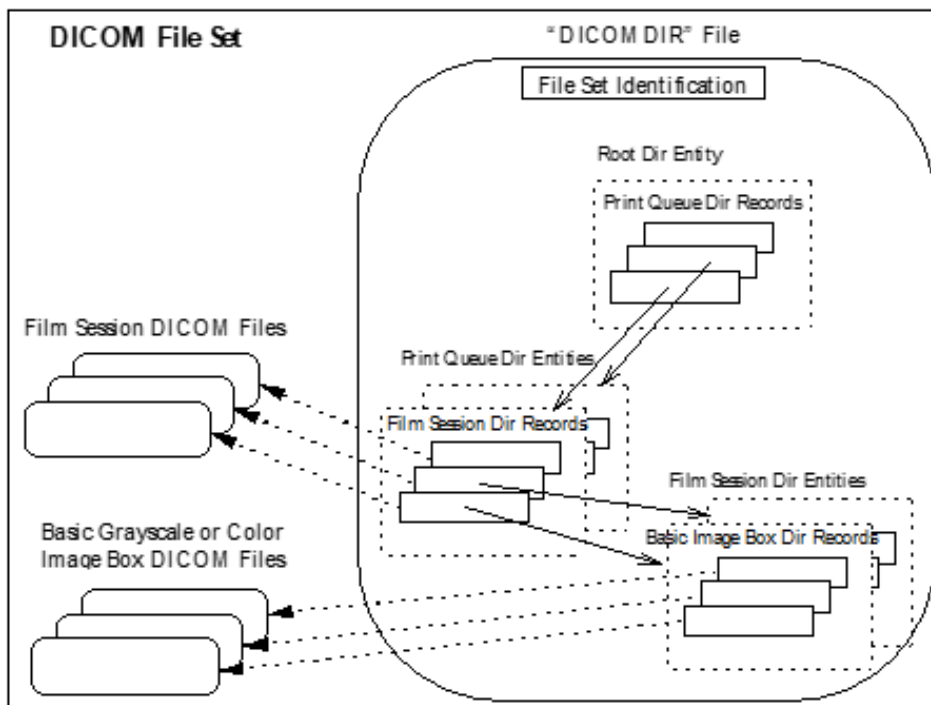 DICOM File Set
“DICOM DIR” File
File Set Identification
Root Dir Entity
Print Queue Dir Records
Film Session DICOM Files
Print Queue Dir Entities
Film Session Dir Records
Film Session Dir Entities
Basic Grayscale or Color
Image Box DICOM Files
Basic Image Box Dir Records